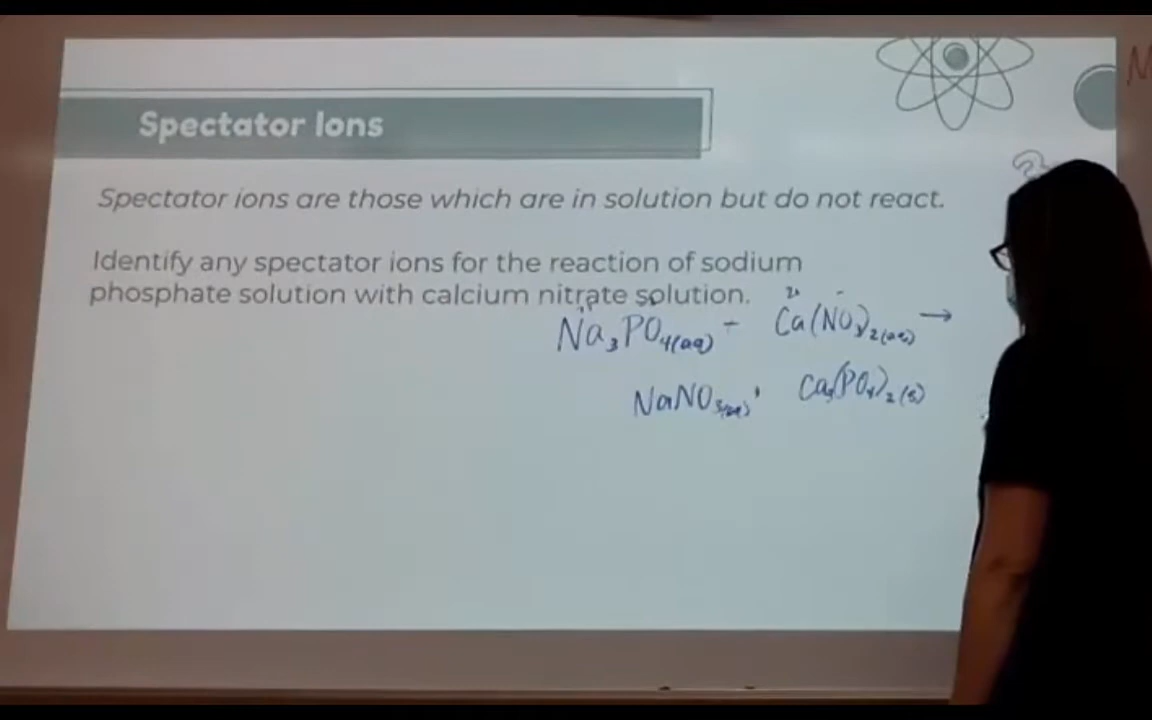 Spectator Ions
Spectator ions are those which are in solution but do not react.
Identify any spectator ions for the reaction of sodium
phosphate solution with calcium nitrate solution.
Na₃PO₄(aq) + Ca(NO₃)₂(aq) →
NaNO₃(aq) + Ca₃(PO₄)₂(s)